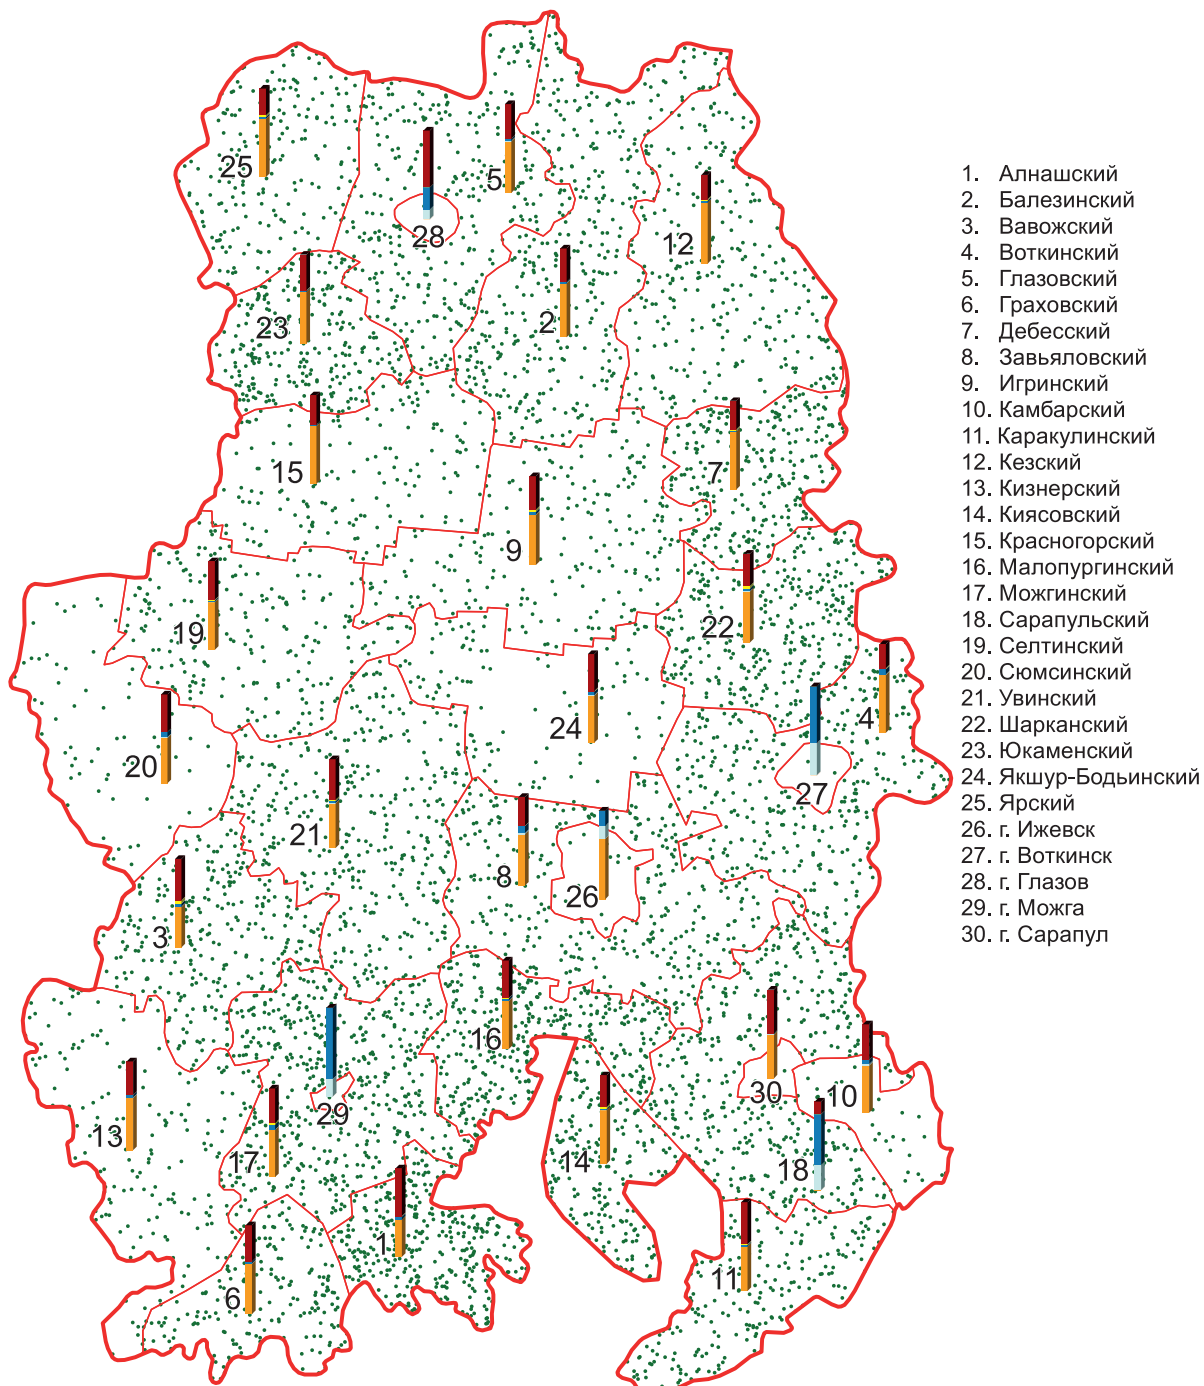 25
5
28
12
23
2
15
7
9
19
22
24
4
20
27
21
8
26
3
16
30
10
29
13
17
14
18
1
11
6
1. Алнашский
2. Балезинский
3. Вавожский
4. Воткинский
5. Глазовский
6. Граховский
7. Дебесский
8. Завьяловский
9. Игринский
10. Камбарский
11. Каракулинский
12. Кезский
13. Кизнерский
14. Киясовский
15. Красногорский
16. Малопургинский
17. Можгинский
18. Сарапульский
19. Селтинский
20. Сюмсинский
21. Увинский
22. Шарканский
23. Юкаменский
24. Якшур-Бодьинский
25. Ярский
26. г. Ижевск
27. г. Воткинск
28. г. Глазов
29. г. Можга
30. г. Сарапул